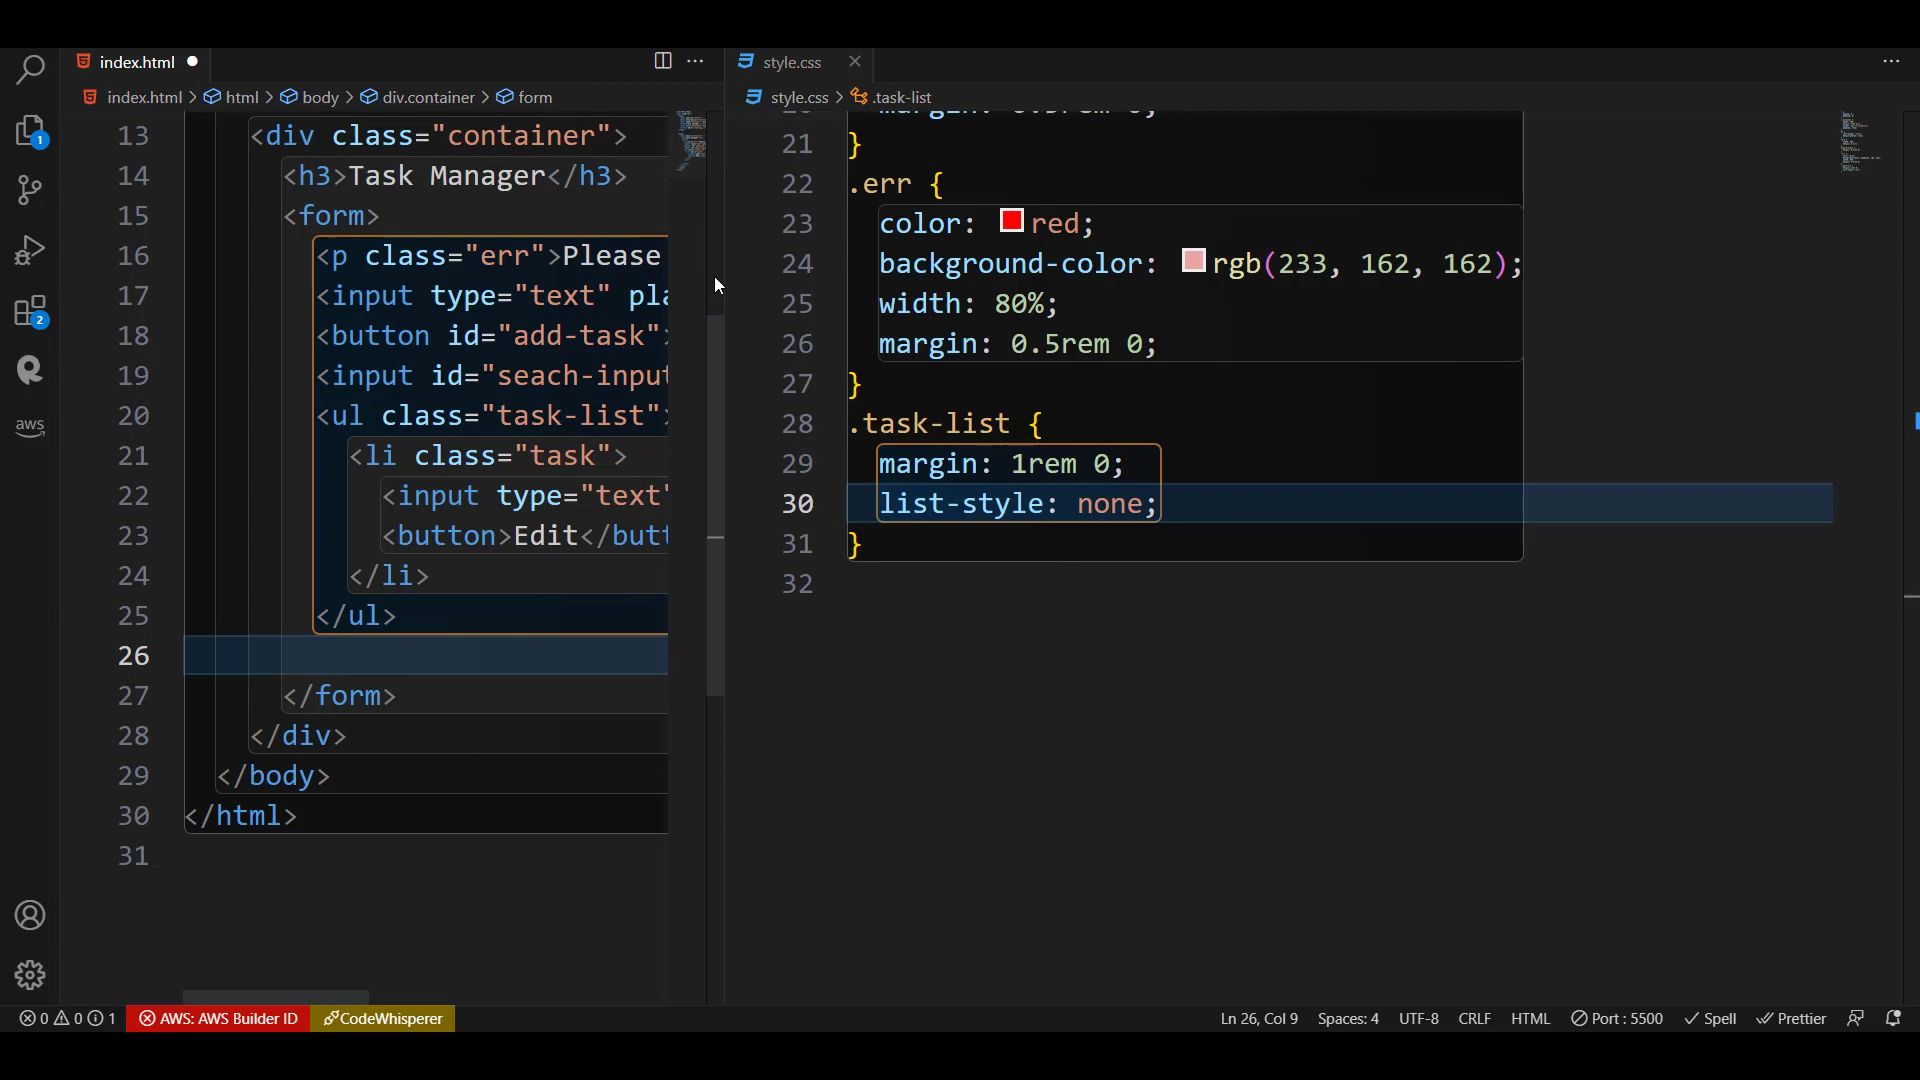 index.html
style.css
index.html > html > body > div.container > form
style.css > .task-list
13 <div class="container">
14 <h3>Task Manager</h3>
15 <form>
16 <p class="err">Please
17 <input type="text" pla
18 <button id="add-task">
19 <input id="seach-input
20 <ul class="task-list">
21 <li class="task">
22 <input type="text"
23 <button>Edit</butt
24 </li>
25 </ul>
26
27 </form>
28 </div>
29 </body>
30 </html>
31
21 }
22 .err {
23 color: red;
24 background-color: rgb(233, 162, 162);
25 width: 80%;
26 margin: 0.5rem 0;
27 }
28 .task-list {
29 margin: 1rem 0;
30 list-style: none;
31 }
32
1
2
aws
0 0 1 AWS: AWS Builder ID CodeWhisperer Ln 26, Col 9 Spaces: 4 UTF-8 CRLF HTML Port : 5500 Spell Prettier